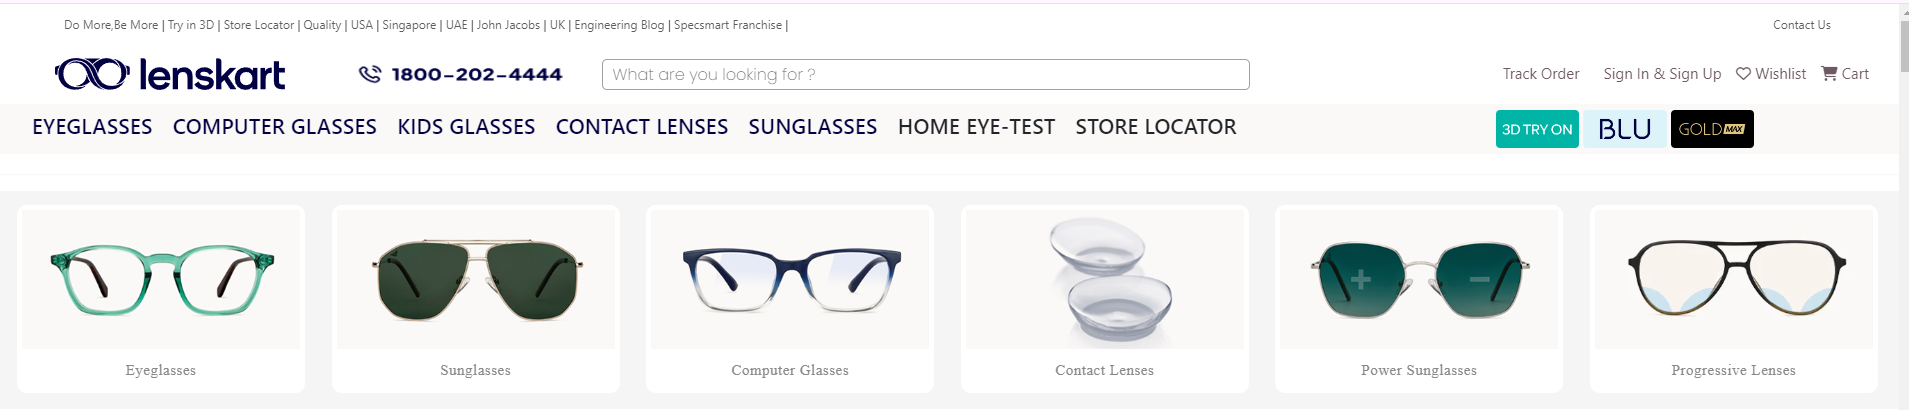 Do More,Be More | Try in 3D | Store Locator | Quality | USA | Singapore | UAE | John Jacobs | UK | Engineering Blog | Specsmart Franchise | Contact Us
lenskart 1800-202-4444 What are you looking for ? Track Order Sign In & Sign Up Wishlist Cart
EYEGLASSES COMPUTER GLASSES KIDS GLASSES CONTACT LENSES SUNGLASSES HOME EYE-TEST STORE LOCATOR 3D TRY ON BLU GOLD MAX
Eyeglasses Sunglasses Computer Glasses Contact Lenses Power Sunglasses Progressive Lenses